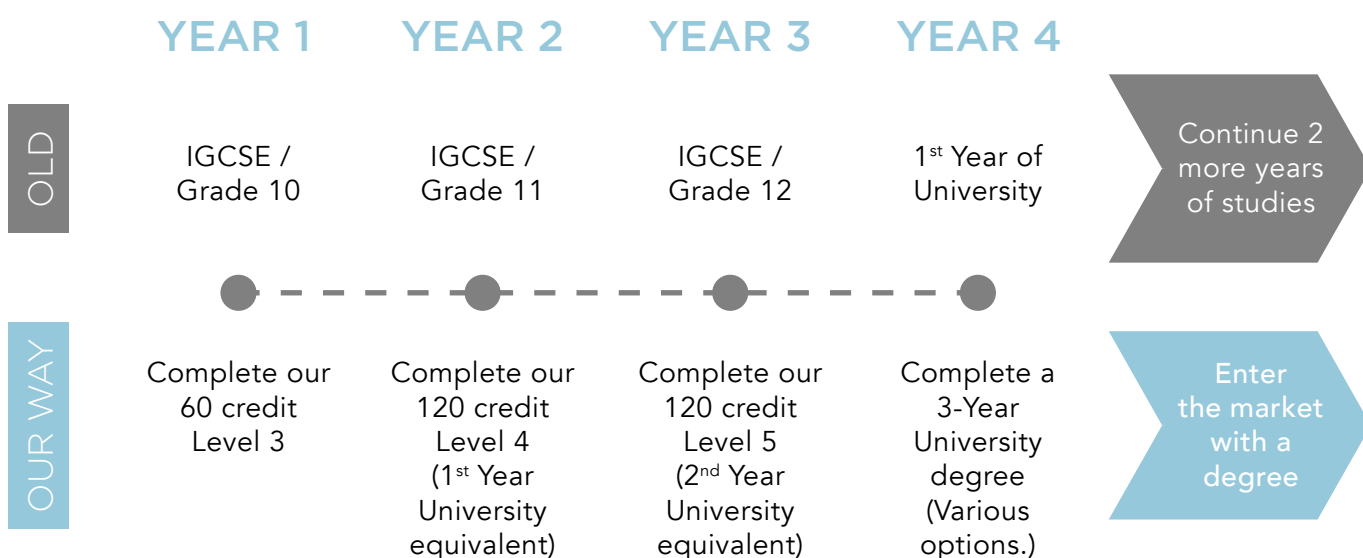 YEAR 1
YEAR 2
YEAR 3
YEAR 4
OLD
IGCSE /
Grade 10
IGCSE /
Grade 11
IGCSE /
Grade 12
1st Year of
University
Continue 2
more years
of studies
OUR WAY
Complete our
60 credit
Level 3
Complete our
120 credit
Level 4
(1st Year
University
equivalent)
Complete our
120 credit
Level 5
(2nd Year
University
equivalent)
Complete a
3-Year
University
degree
(Various
options.)
Enter
the market
with a
degree